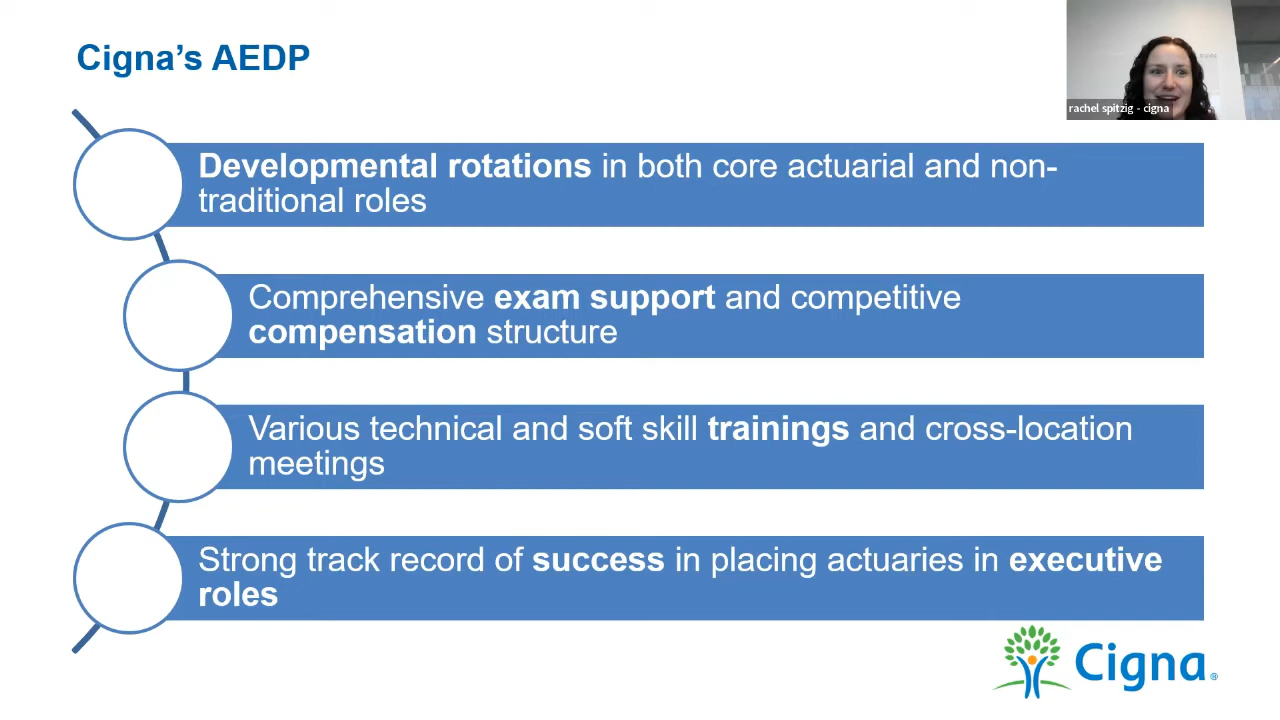 Cigna’s AEDP
rachel spitzig - cigna
Developmental rotations in both core actuarial and non-
traditional roles
Comprehensive exam support and competitive
compensation structure
Various technical and soft skill trainings and cross-location
meetings
Strong track record of success in placing actuaries in executive
roles
Cigna®